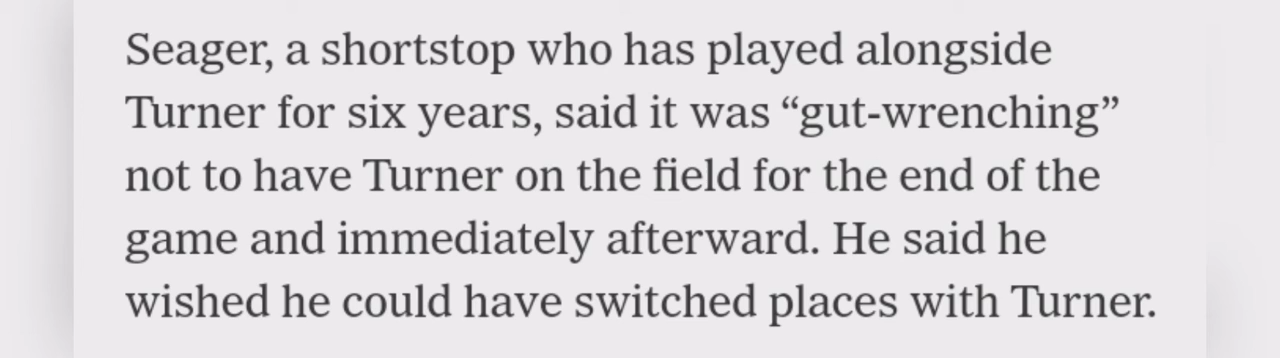 Seager, a shortstop who has played alongside
Turner for six years, said it was “gut-wrenching”
not to have Turner on the field for the end of the
game and immediately afterward. He said he
wished he could have switched places with Turner.